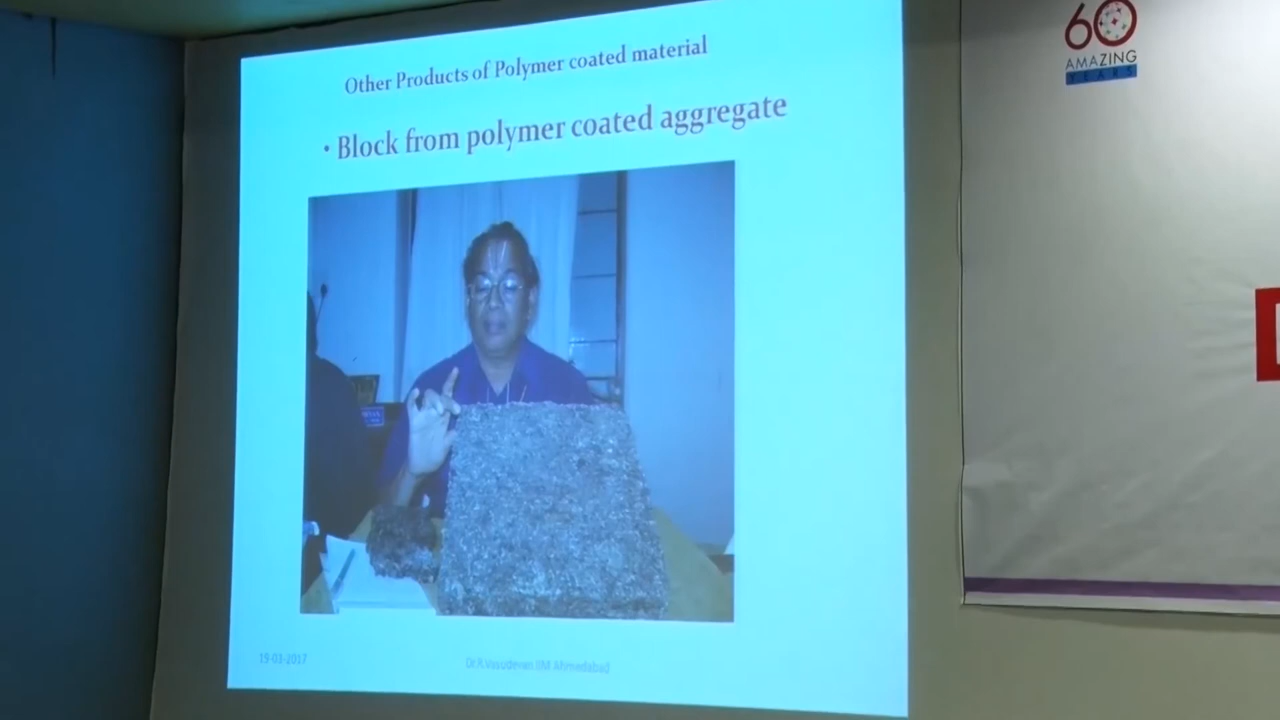 Other Products of Polymer coated material
• Block from polymer coated aggregate
19-03-2017
Dr.R.Vasudevan IIM Ahmedabad
60
AMAZING
YEARS